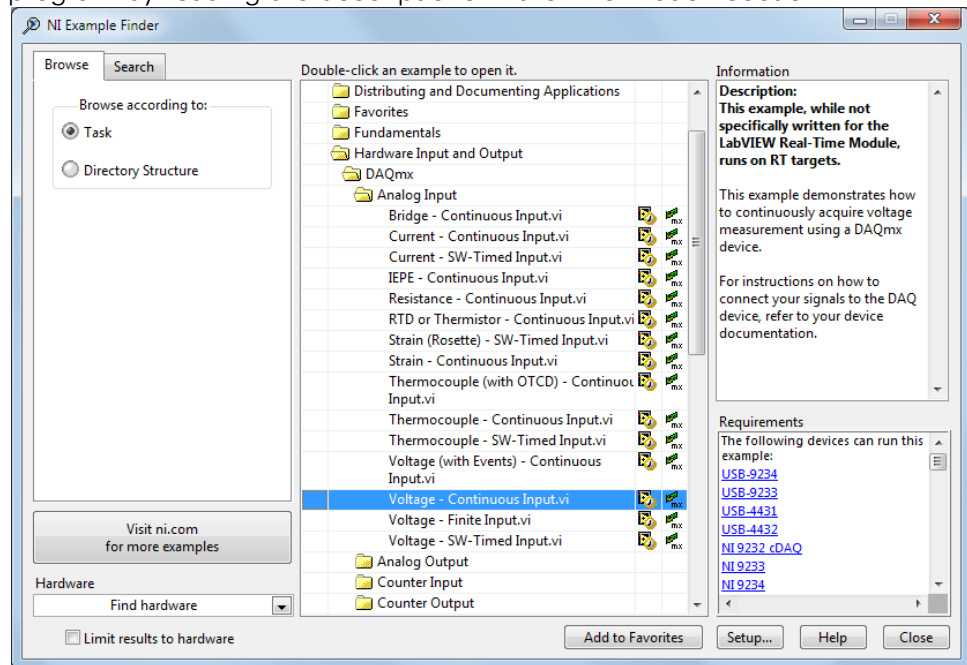 NI Example Finder
Browse
Search
Browse according to:
Task
Directory Structure
Visit ni.com
for more examples
Hardware
Find hardware
Limit results to hardware
Double-click an example to open it.
Distributing and Documenting Applications
Favorites
Fundamentals
Hardware Input and Output
DAQmx
Analog Input
Bridge - Continuous Input.vi
Current - Continuous Input.vi
Current - SW-Timed Input.vi
IEPE - Continuous Input.vi
Resistance - Continuous Input.vi
RTD or Thermistor - Continuous Input.vi
Strain (Rosette) - SW-Timed Input.vi
Strain - Continuous Input.vi
Thermocouple (with OTCD) - Continuou
Input.vi
Thermocouple - Continuous Input.vi
Thermocouple - SW-Timed Input.vi
Voltage (with Events) - Continuous
Input.vi
Voltage - Continuous Input.vi
Voltage - Finite Input.vi
Voltage - SW-Timed Input.vi
Analog Output
Counter Input
Counter Output
Add to Favorites
Information
Description:
This example, while not
specifically written for the
LabVIEW Real-Time Module,
runs on RT targets.
This example demonstrates how
to continuously acquire voltage
measurement using a DAQmx
device.
For instructions on how to
connect your signals to the DAQ
device, refer to your device
documentation.
Requirements
The following devices can run this
example:
USB-9234
USB-9233
USB-4431
USB-4432
NI 9232 cDAQ
NI 9233
NI 9234
Setup...
Help
Close